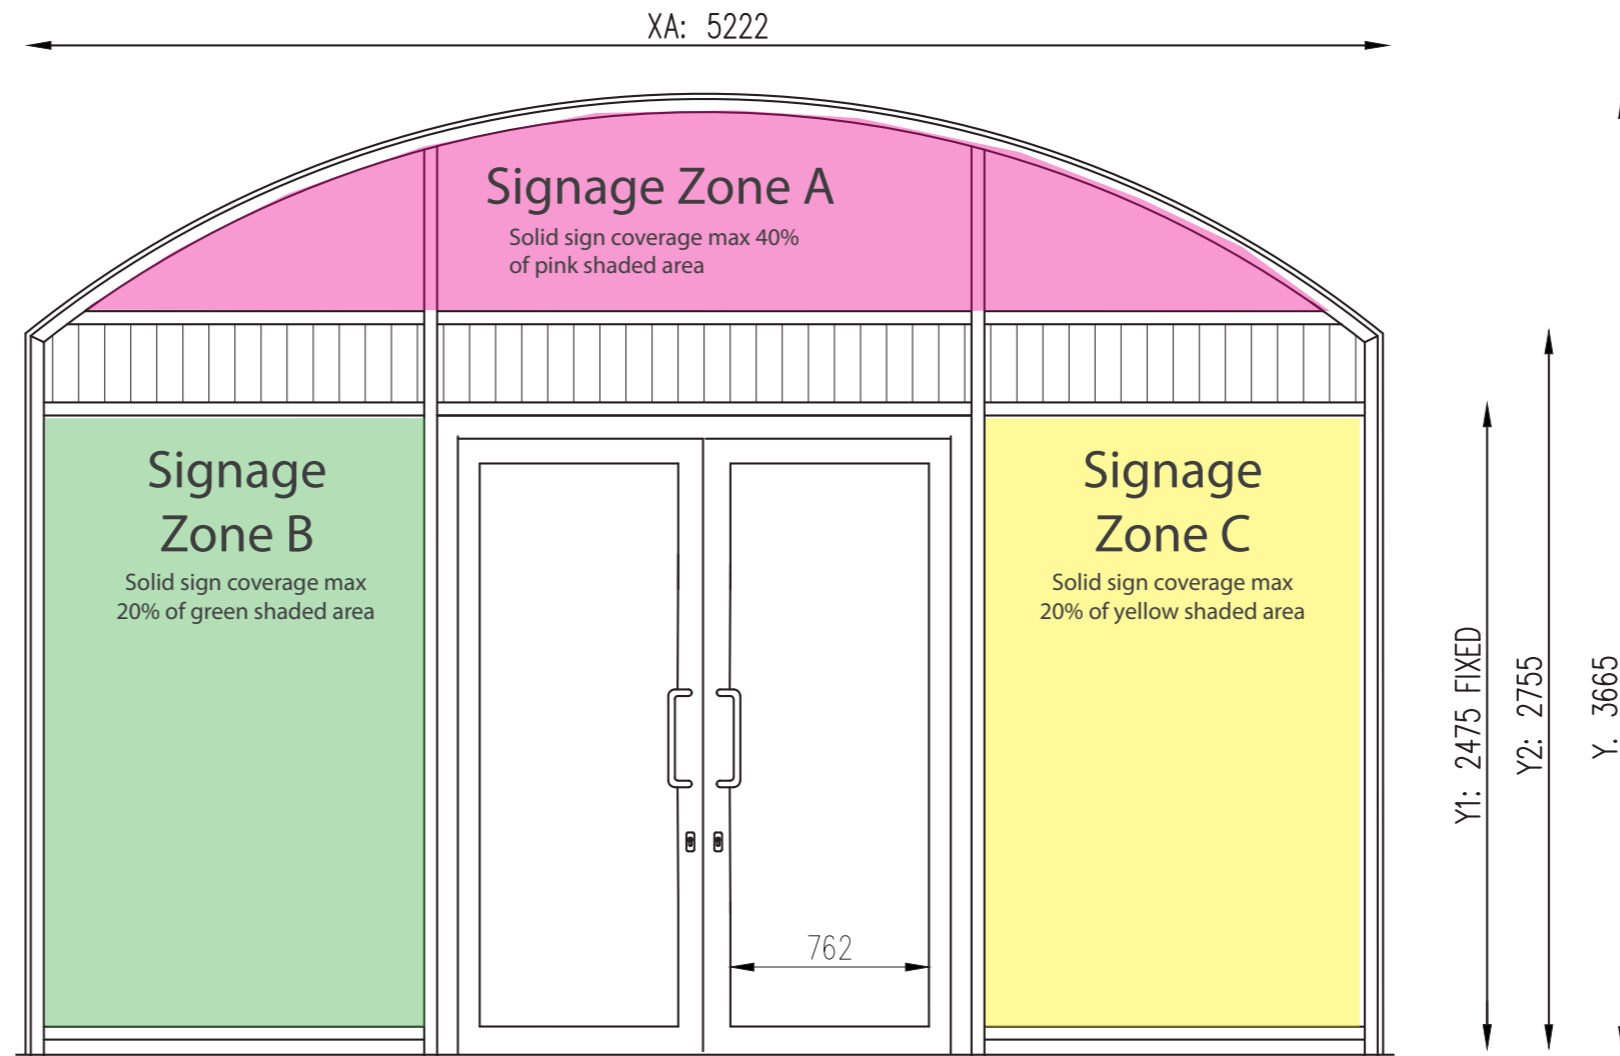 XA: 5222
Signage Zone A
Solid sign coverage max 40%
of pink shaded area
Signage
Zone B
Solid sign coverage max
20% of green shaded area
Signage
Zone C
Solid sign coverage max
20% of yellow shaded area
762
Y1: 2475 FIXED
Y2: 2755
Y. 3665